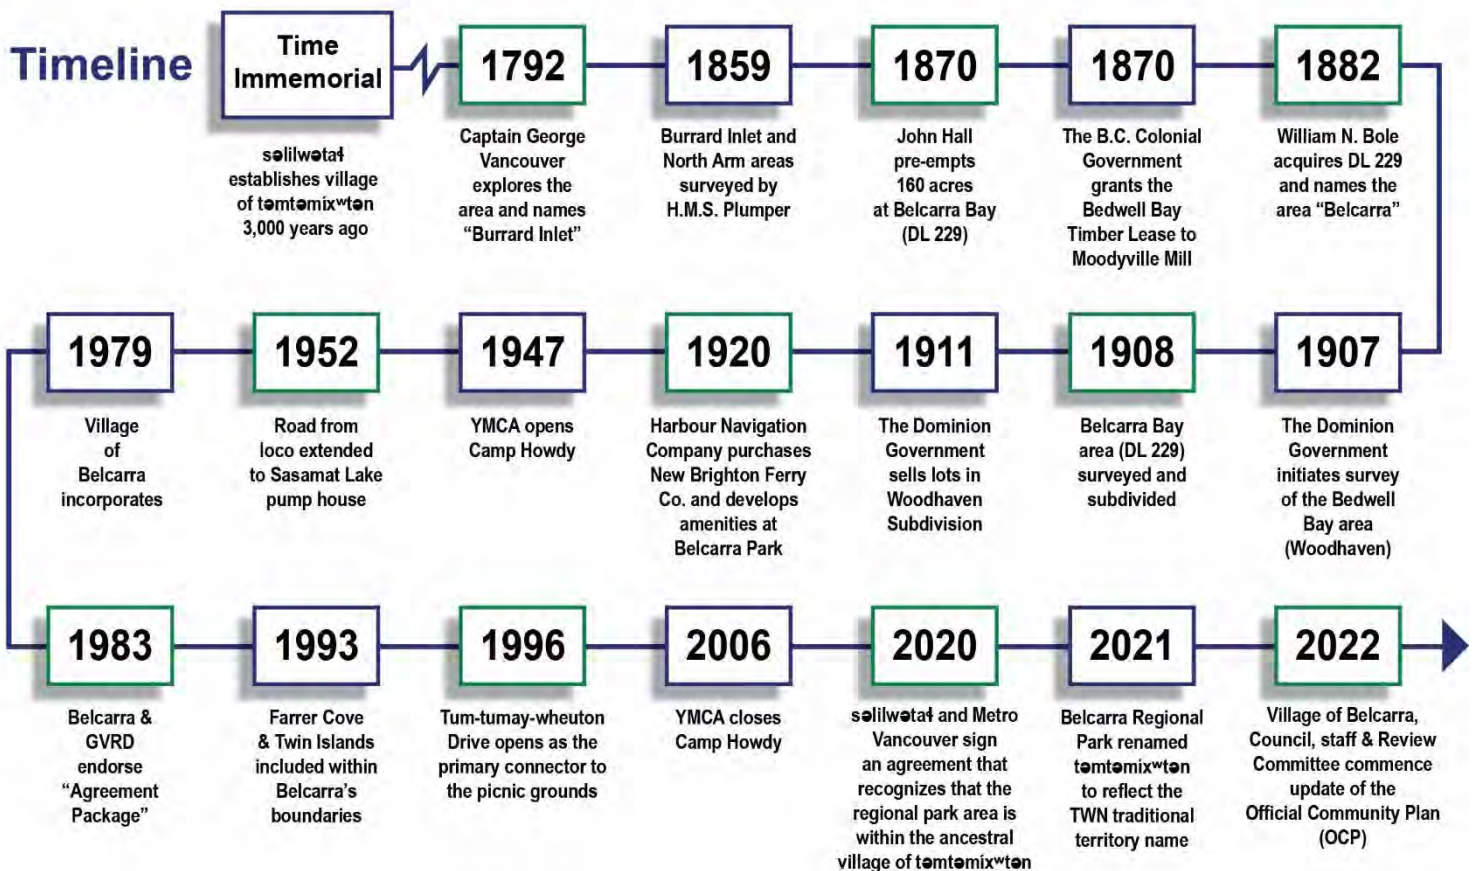 Timeline
Time
Immemorial
səlilwətaɬ
establishes village
of təmtəmixʷtən
3,000 years ago
1792
Captain George
Vancouver
explores the
area and names
“Burrard Inlet”
1859
Burrard Inlet and
North Arm areas
surveyed by
H.M.S. Plumper
1870
John Hall
pre-empts
160 acres
at Belcarra Bay
(DL 229)
1870
The B.C. Colonial
Government
grants the
Bedwell Bay
Timber Lease to
Moodyville Mill
1882
William N. Bole
acquires DL 229
and names the
area “Belcarra”
1907
The Dominion
Government
initiates survey
of the Bedwell
Bay area
(Woodhaven)
1908
Belcarra Bay
area (DL 229)
surveyed and
subdivided
1911
The Dominion
Government
sells lots in
Woodhaven
Subdivision
1920
Harbour Navigation
Company purchases
New Brighton Ferry
Co. and develops
amenities at
Belcarra Park
1947
YMCA opens
Camp Howdy
1952
Road from
Ioco extended
to Sasamat Lake
pump house
1979
Village
of
Belcarra
incorporates
1983
Belcarra &
GVRD
endorse
“Agreement
Package”
1993
Farrer Cove
& Twin Islands
included within
Belcarra’s
boundaries
1996
Tum-tumay-wheuton
Drive opens as the
primary connector to
the picnic grounds
2006
YMCA closes
Camp Howdy
2020
səlilwətaɬ and Metro
Vancouver sign
an agreement that
recognizes that the
regional park area is
within the ancestral
village of təmtəmixʷtən
2021
Belcarra Regional
Park renamed
təmtəmixʷtən
to reflect the
TWN traditional
territory name
2022
Village of Belcarra,
Council, staff & Review
Committee commence
update of the
Official Community Plan
(OCP)